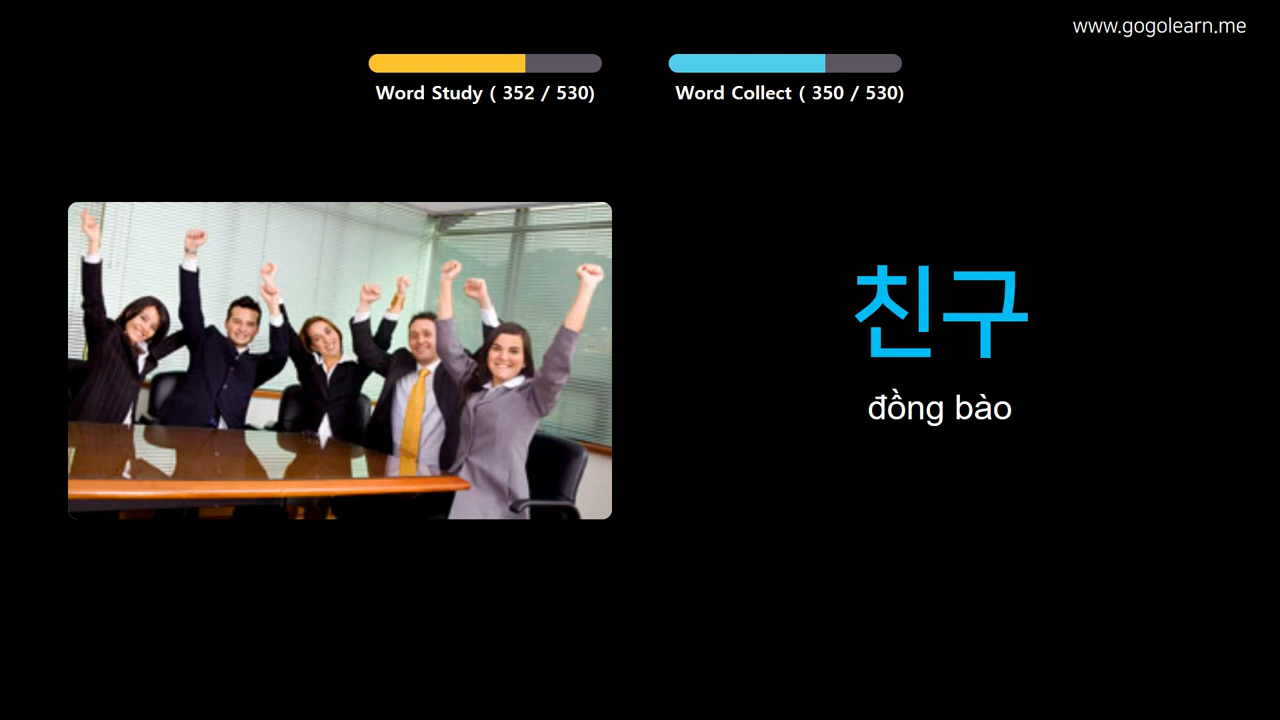 www.gogolearn.me
Word Study ( 352 / 530)
Word Collect ( 350 / 530)
친구
đồng bào